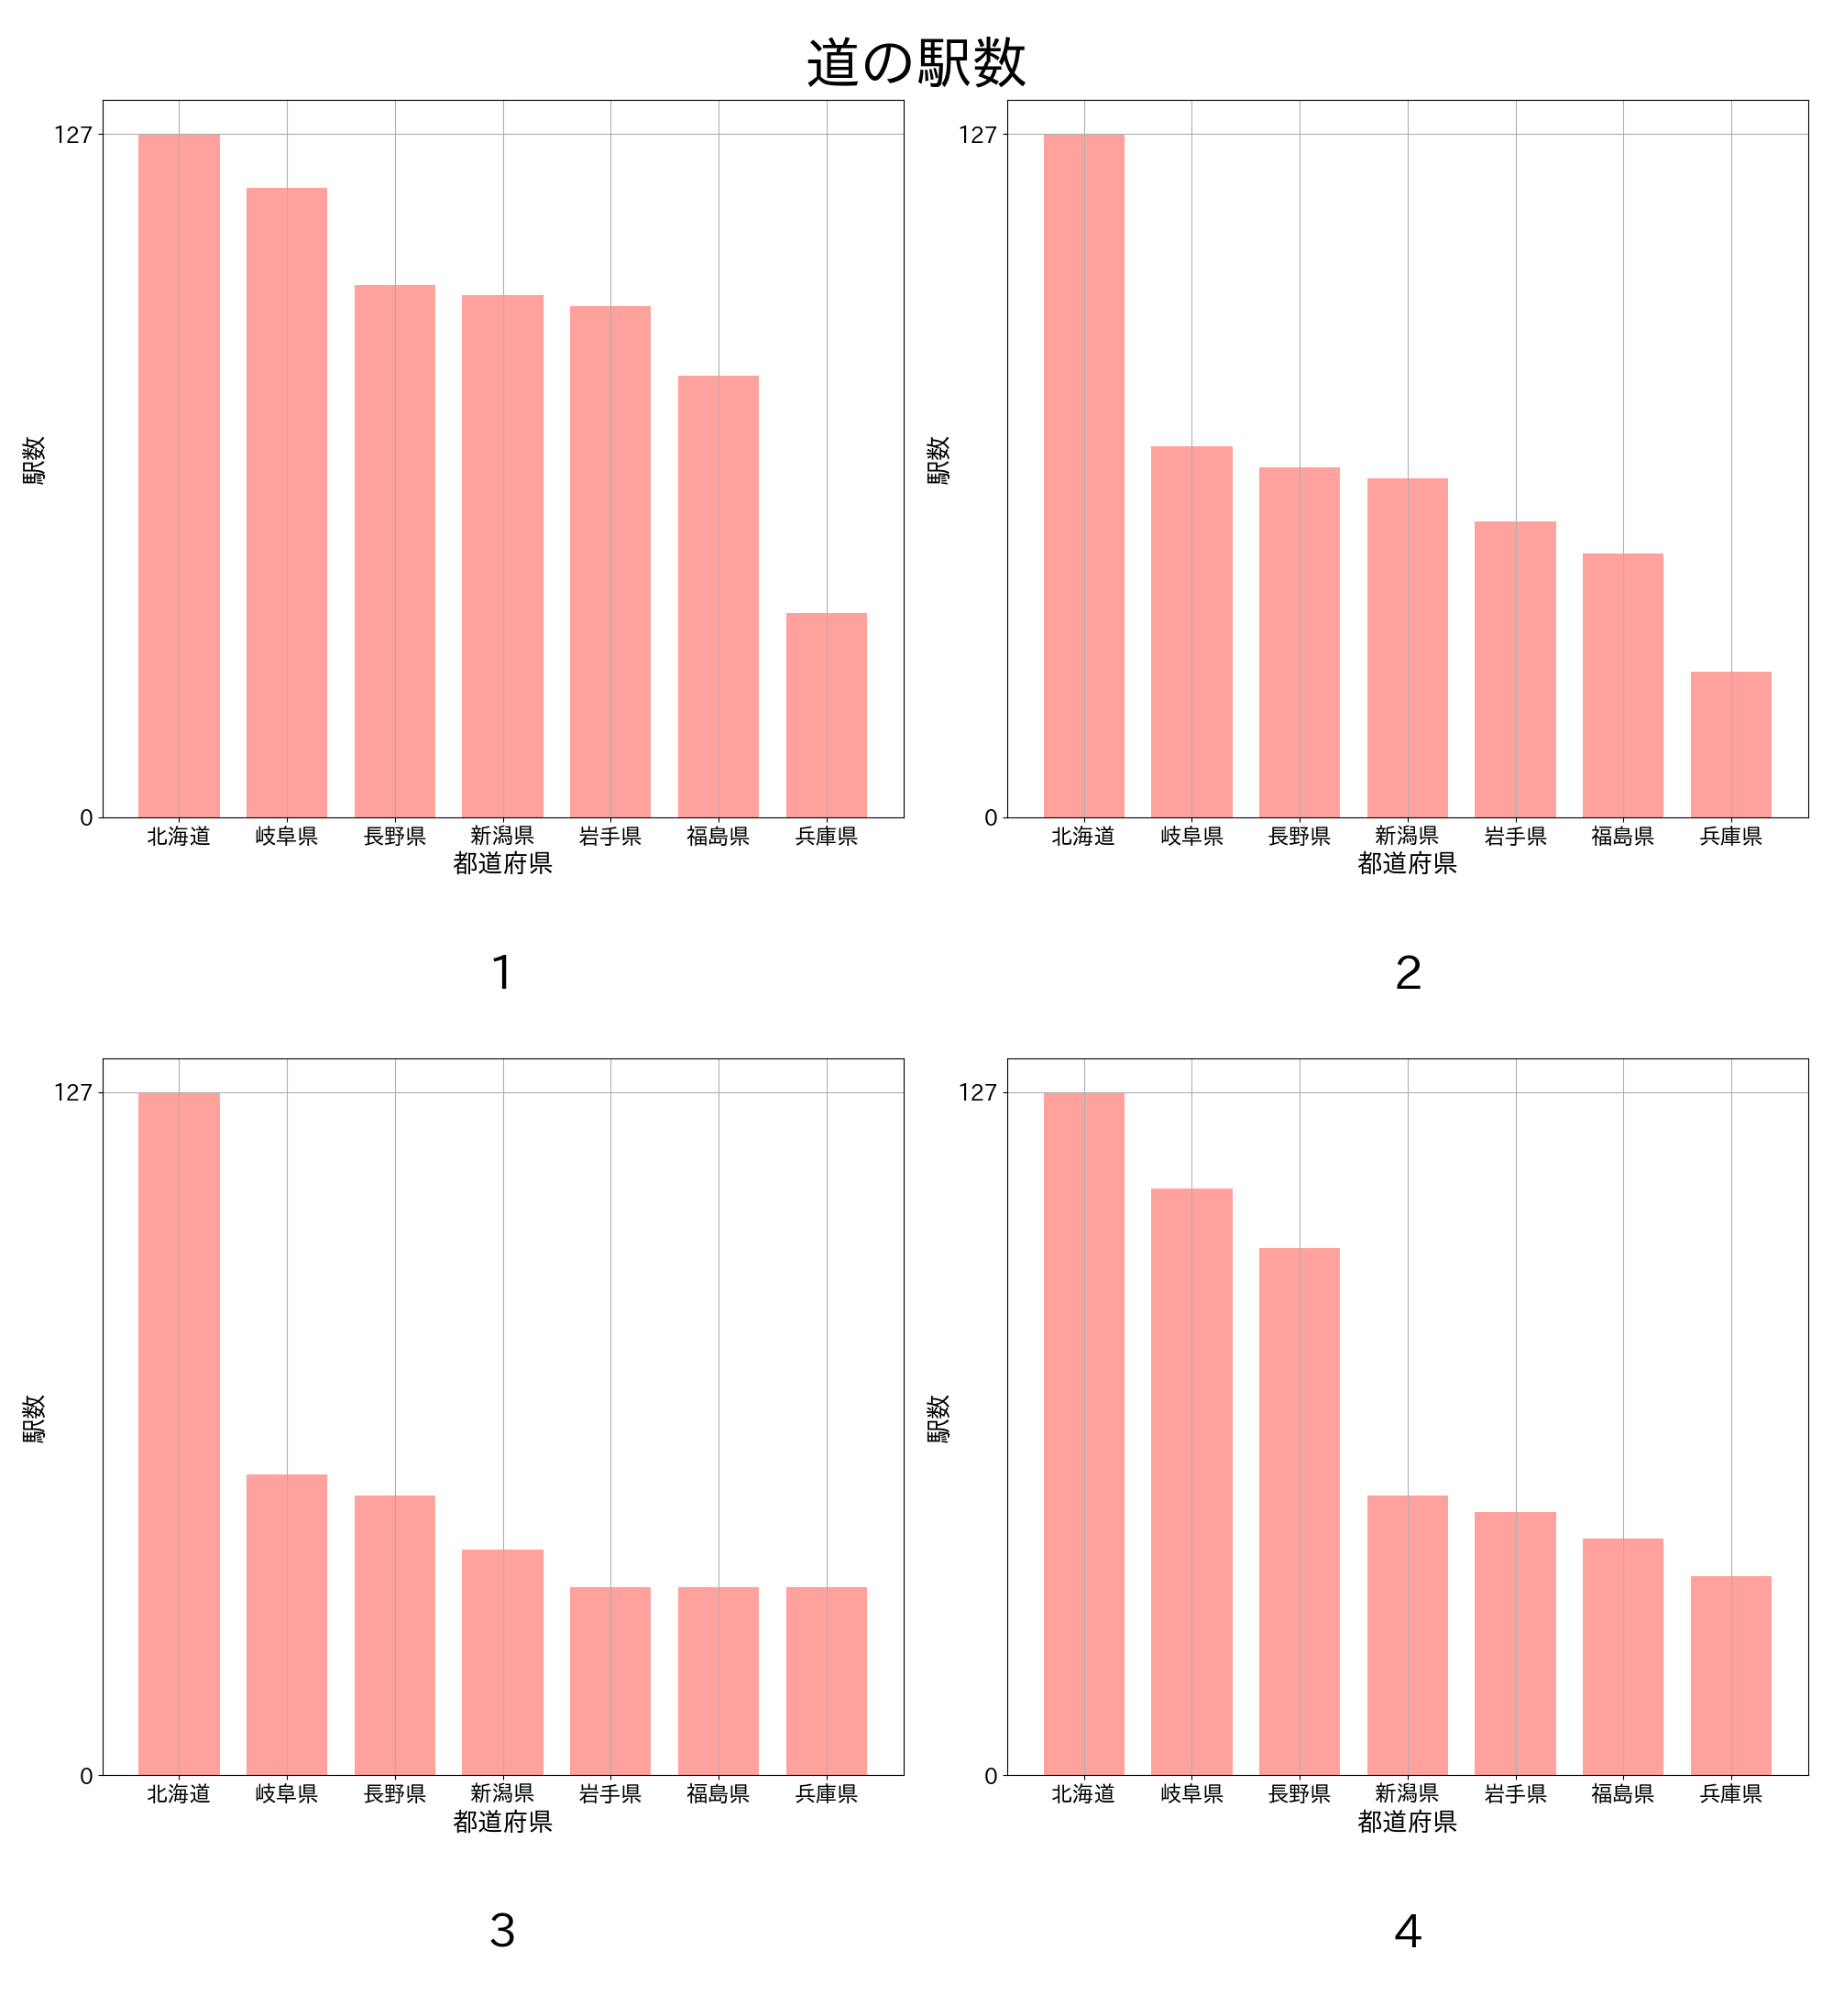 道の駅数
127
0
駅数
北海道 岐阜県 長野県 新潟県 岩手県 福島県 兵庫県
都道府県
1
127
0
駅数
北海道 岐阜県 長野県 新潟県 岩手県 福島県 兵庫県
都道府県
2
127
0
駅数
北海道 岐阜県 長野県 新潟県 岩手県 福島県 兵庫県
都道府県
3
127
0
駅数
北海道 岐阜県 長野県 新潟県 岩手県 福島県 兵庫県
都道府県
4